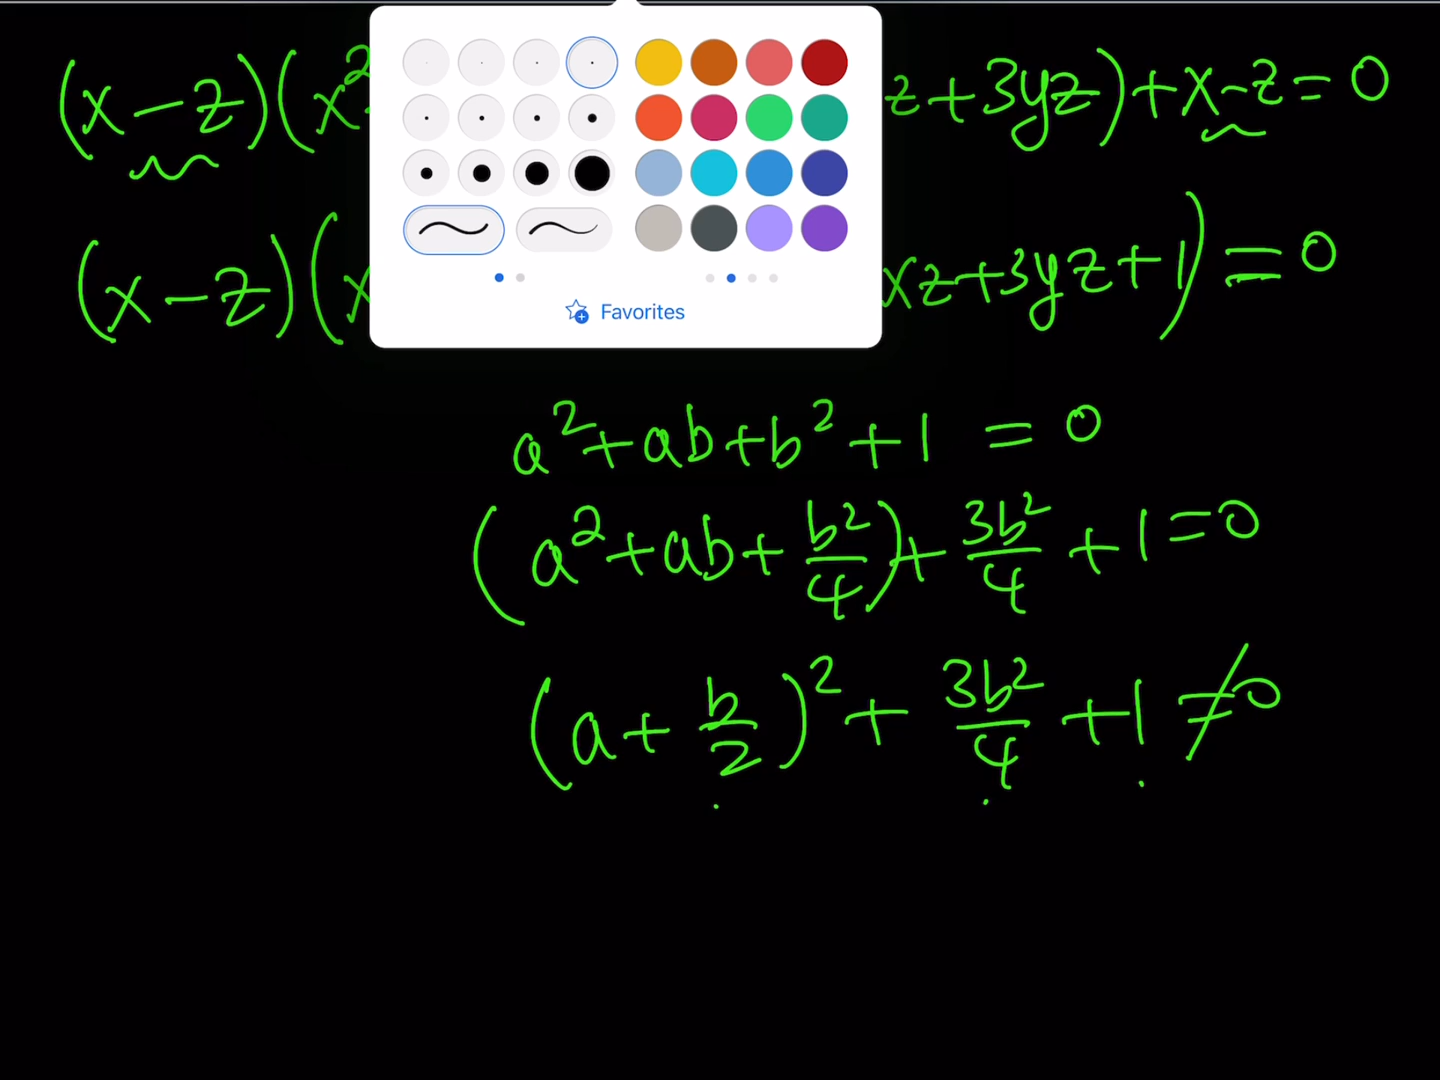 (x-z)(x² z+3yz)+x-z=0
(x-z)(x xz+3yz+1)=0
Favorites
a²+ab+b²+1 = 0
(a²+ab+b²/4)+3b²/4+1=0
(a+b/2)²+3b²/4+1≠0